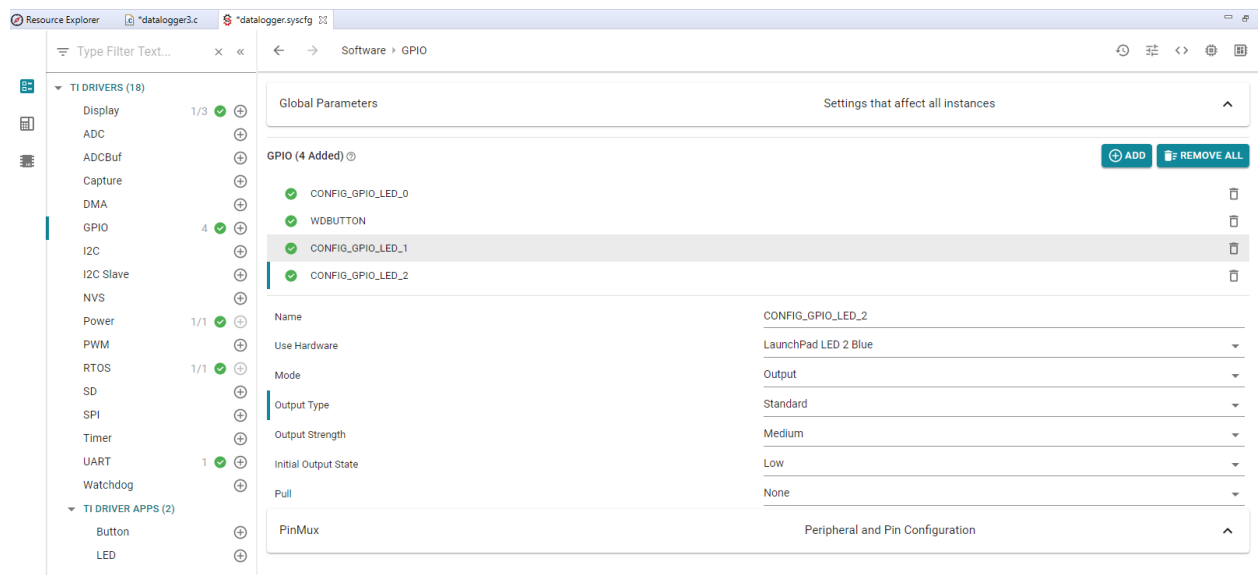 Resource Explorer
*datalogger3.c
*datalogger.syscfg
Type Filter Text...
Software GPIO
TI DRIVERS (18)
Display 1/3
ADC
ADCBuf
Capture
DMA
GPIO 4
I2C
I2C Slave
NVS
Power 1/1
PWM
RTOS 1/1
SD
SPI
Timer
UART 1
Watchdog
TI DRIVER APPS (2)
Button
LED
Global Parameters Settings that affect all instances
GPIO (4 Added) ADD REMOVE ALL
CONFIG_GPIO_LED_0
WDBUTTON
CONFIG_GPIO_LED_1
CONFIG_GPIO_LED_2
Name CONFIG_GPIO_LED_2
Use Hardware LaunchPad LED 2 Blue
Mode Output
Output Type Standard
Output Strength Medium
Initial Output State Low
Pull None
PinMux Peripheral and Pin Configuration